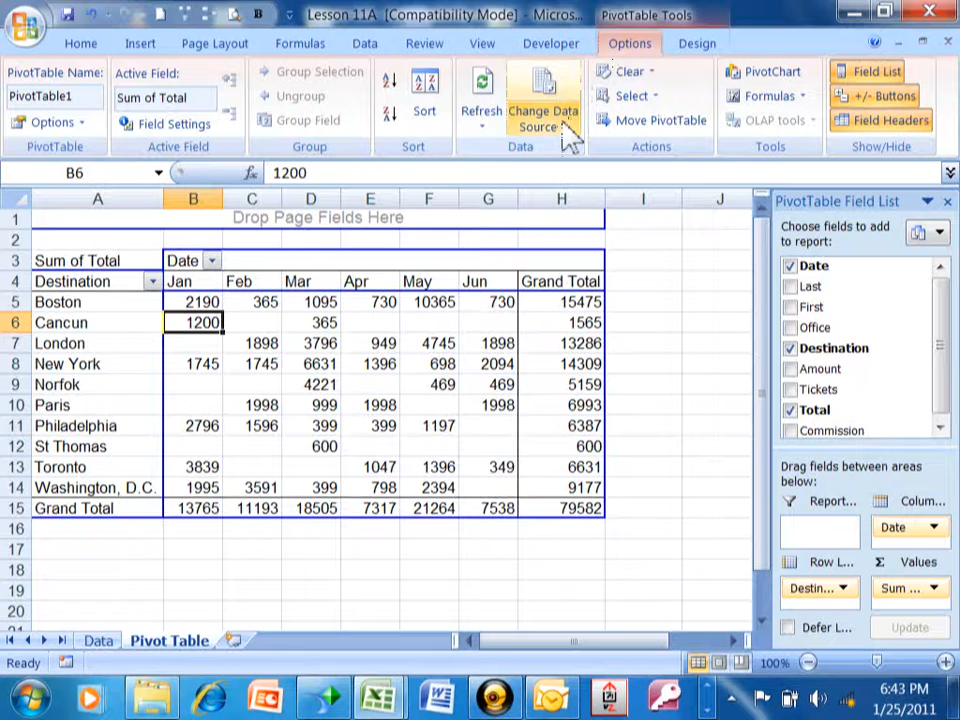 Lesson 11A [Compatibility Mode] - Micros...
PivotTable Tools
Home Insert Page Layout Formulas Data Review View Developer Options Design
PivotTable Name:
PivotTable1
Options
PivotTable
Active Field:
Sum of Total
Field Settings
Active Field
Group Selection
Ungroup
Group Field
Group
Sort
Sort
Refresh
Change Data
Source
Data
Clear
Select
Move PivotTable
Actions
PivotChart
Formulas
OLAP tools
Tools
Field List
+/- Buttons
Field Headers
Show/Hide
B6 fx 1200
A B C D E F G H I J
1 Drop Page Fields Here
2
3 Sum of Total Date
4 Destination Jan Feb Mar Apr May Jun Grand Total
5 Boston 2190 365 1095 730 10365 730 15475
6 Cancun 1200 365 1565
7 London 1898 3796 949 4745 1898 13286
8 New York 1745 1745 6631 1396 698 2094 14309
9 Norfok 4221 469 469 5159
10 Paris 1998 999 1998 1998 6993
11 Philadelphia 2796 1596 399 399 1197 6387
12 St Thomas 600 600
13 Toronto 3839 1047 1396 349 6631
14 Washington, D.C. 1995 3591 399 798 2394 9177
15 Grand Total 13765 11193 18505 7317 21264 7538 79582
16
17
18
19
20
PivotTable Field List
Choose fields to add
to report:
Date
Last
First
Office
Destination
Amount
Tickets
Total
Commission
Drag fields between areas
below:
Report... Colum...
Date
Row L... Σ Values
Destin... Sum ...
Defer L... Update
Data Pivot Table
Ready 100%
6:43 PM
1/25/2011